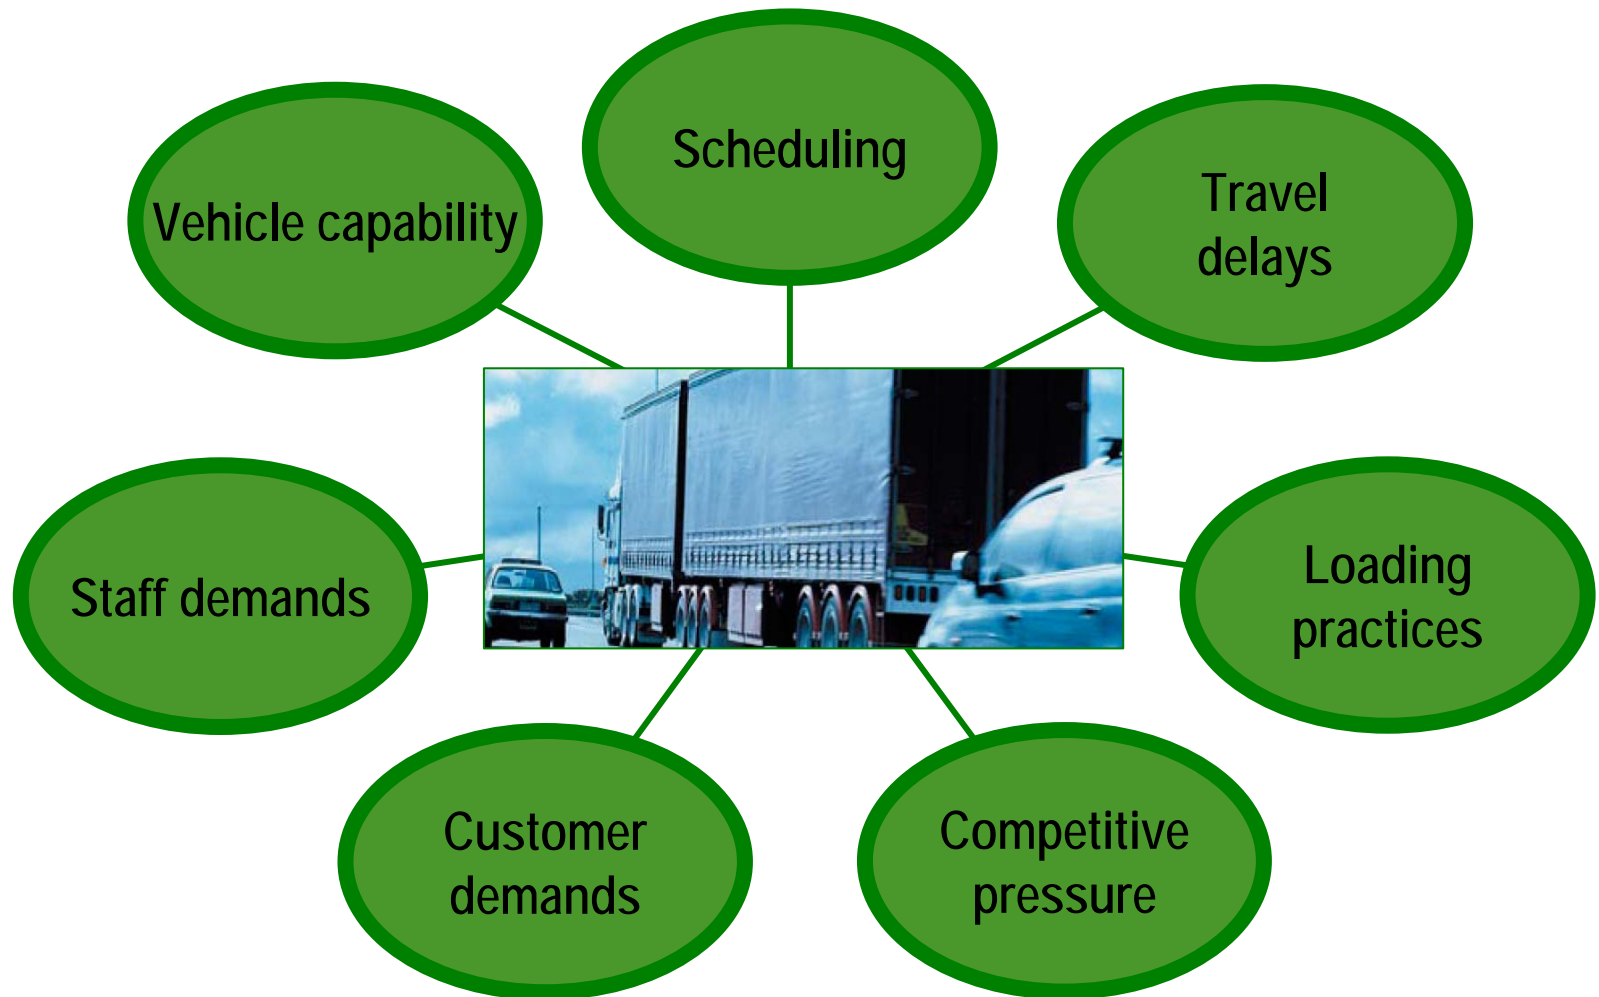 Scheduling
Vehicle capability
Travel
delays
Staff demands
Loading
practices
Customer
demands
Competitive
pressure